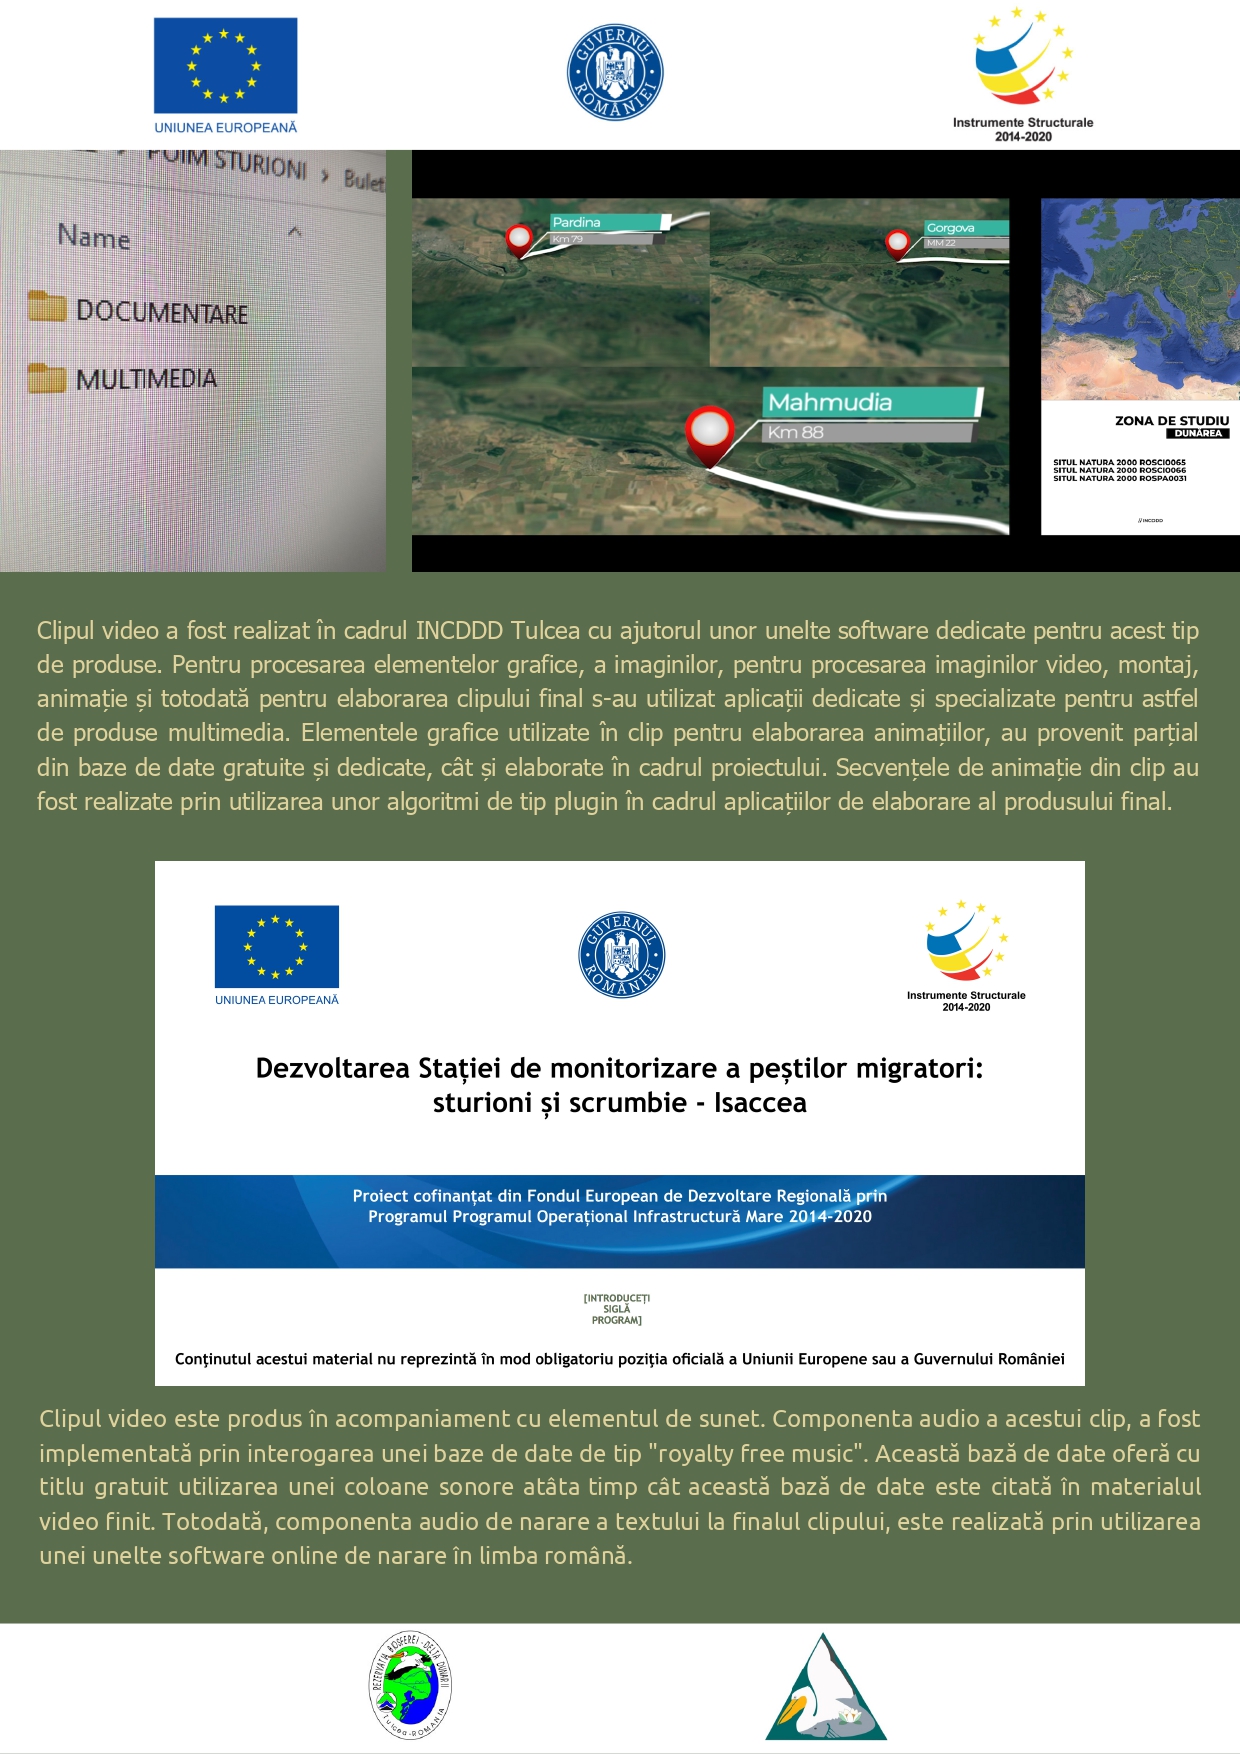 UNIUNEA EUROPEANĂ
GUVERNUL ROMÂNIEI
Instrumente Structurale
2014-2020
POIM STURIONI › Bulet
Name
DOCUMENTARE
MULTIMEDIA
Pardina
Km 79
Gorgova
MM 22
Mahmudia
Km 88
ZONA DE STUDIU
DUNĂREA
SITUL NATURA 2000 ROSCI0065
SITUL NATURA 2000 ROSCI0066
SITUL NATURA 2000 ROSPA0031
Clipul video a fost realizat în cadrul INCDDD Tulcea cu ajutorul unor unelte software dedicate pentru acest tip
de produse. Pentru procesarea elementelor grafice, a imaginilor, pentru procesarea imaginilor video, montaj,
animație și totodată pentru elaborarea clipului final s-au utilizat aplicații dedicate și specializate pentru astfel
de produse multimedia. Elementele grafice utilizate în clip pentru elaborarea animațiilor, au provenit parțial
din baze de date gratuite și dedicate, cât și elaborate în cadrul proiectului. Secvențele de animație din clip au
fost realizate prin utilizarea unor algoritmi de tip plugin în cadrul aplicațiilor de elaborare al produsului final.
UNIUNEA EUROPEANĂ
GUVERNUL ROMÂNIEI
Instrumente Structurale
2014-2020
Dezvoltarea Stației de monitorizare a peștilor migratori:
sturioni și scrumbie - Isaccea
Proiect cofinanțat din Fondul European de Dezvoltare Regională prin
Programul Programul Operațional Infrastructură Mare 2014-2020
[INTRODUCEȚI
SIGLĂ
PROGRAM]
Conținutul acestui material nu reprezintă în mod obligatoriu poziția oficială a Uniunii Europene sau a Guvernului României
Clipul video este produs în acompaniament cu elementul de sunet. Componenta audio a acestui clip, a fost
implementată prin interogarea unei baze de date de tip "royalty free music". Această bază de date oferă cu
titlu gratuit utilizarea unei coloane sonore atâta timp cât această bază de date este citată în materialul
video finit. Totodată, componenta audio de narare a textului la finalul clipului, este realizată prin utilizarea
unei unelte software online de narare în limba română.
REZERVAȚIA BIOSFEREI - DELTA DUNĂRII
Tulcea - ROMANIA